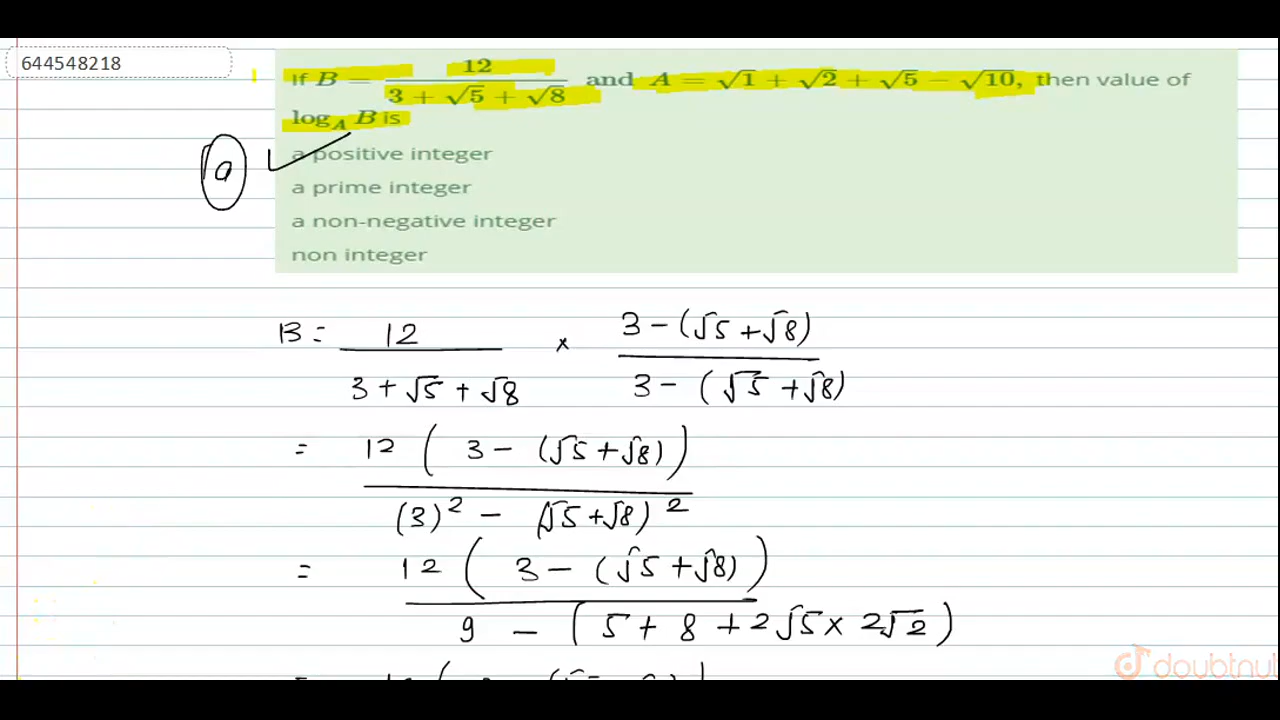 644548218
If B = 12 / (3 + √5 + √8) and A = √1 + √2 + √5 − √10, then value of
log_A B is
a positive integer
a prime integer
a non-negative integer
non integer
a
B = 12 / (3 + √5 + √8) × (3 − (√5 + √8)) / (3 − (√5 + √8))
= 12 (3 − (√5 + √8)) / ((3)² − (√5 + √8)²)
= 12 (3 − (√5 + √8)) / (9 − (5 + 8 + 2√5 × 2√2))
doubtnut